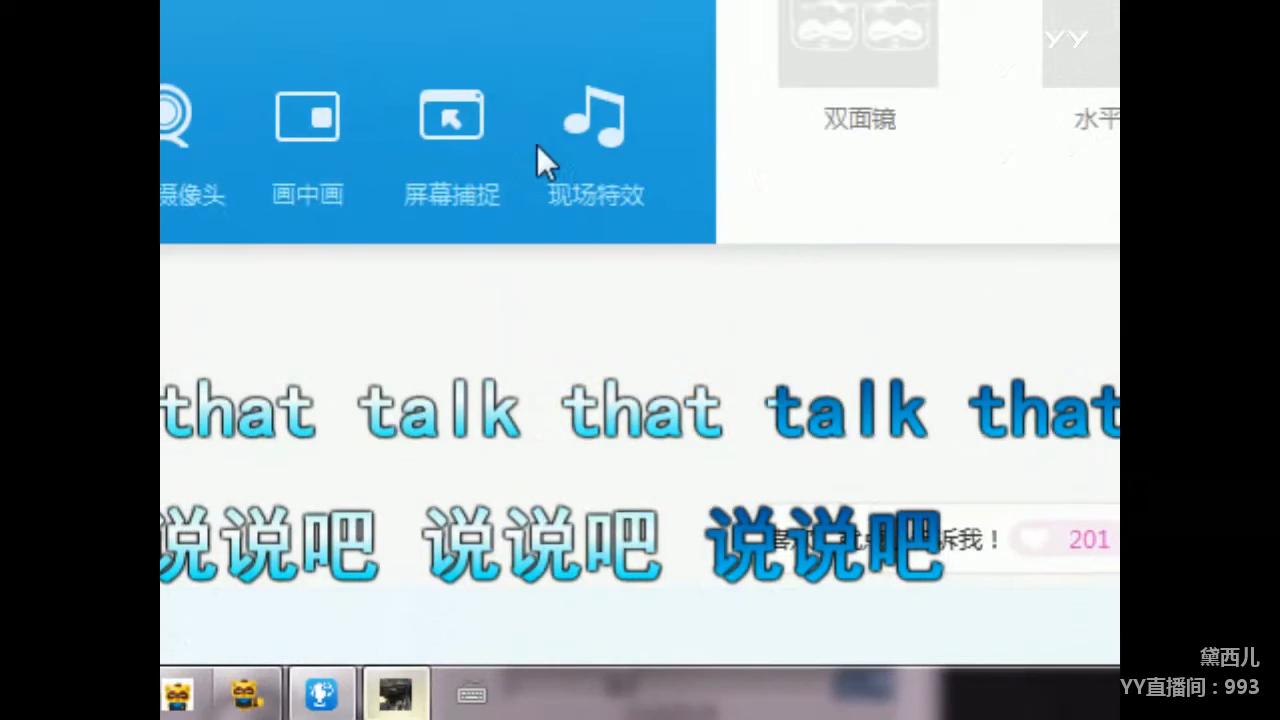 YY
双面镜
水平
摄像头 画中画 屏幕捕捉 现场特效
that talk that talk that
说说吧 说说吧 说说吧
诉我！ 201
黛西儿
YY直播间：993